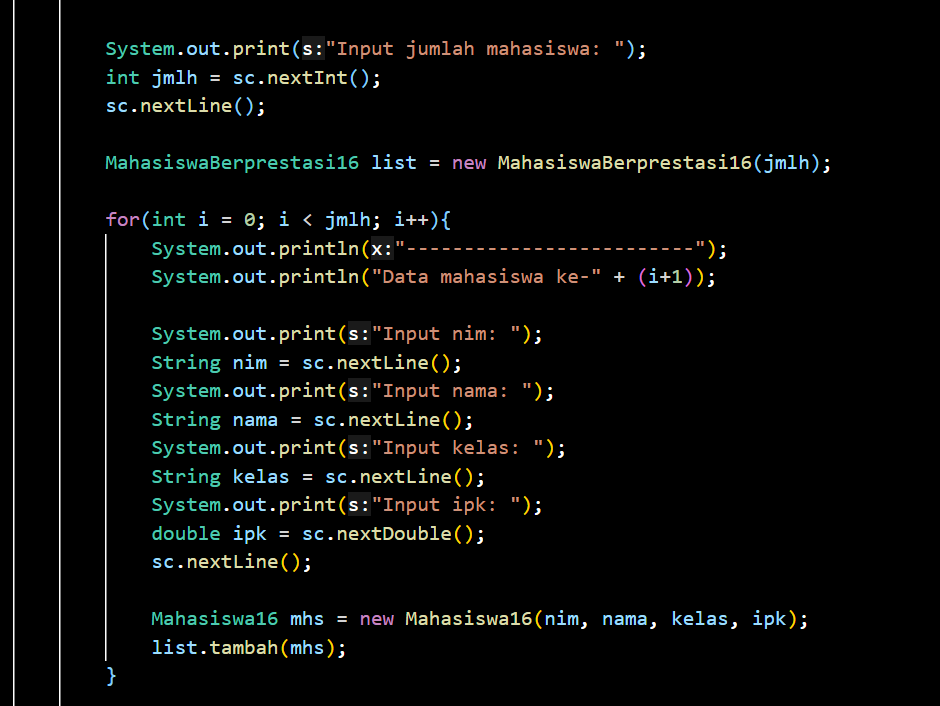 System.out.print(s:"Input jumlah mahasiswa: ");
int jmlh = sc.nextInt();
sc.nextLine();
MahasiswaBerprestasi16 list = new MahasiswaBerprestasi16(jmlh);
for(int i = 0; i < jmlh; i++){
System.out.println(x:"-------------------------");
System.out.println("Data mahasiswa ke-" + (i+1));
System.out.print(s:"Input nim: ");
String nim = sc.nextLine();
System.out.print(s:"Input nama: ");
String nama = sc.nextLine();
System.out.print(s:"Input kelas: ");
String kelas = sc.nextLine();
System.out.print(s:"Input ipk: ");
double ipk = sc.nextDouble();
sc.nextLine();
Mahasiswa16 mhs = new Mahasiswa16(nim, nama, kelas, ipk);
list.tambah(mhs);
}